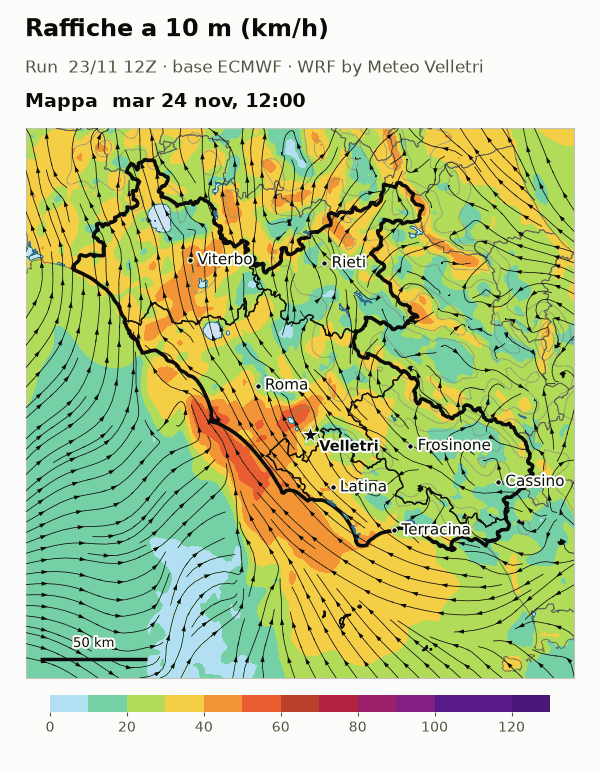 Raffiche a 10 m (km/h)
Run  23/11 12Z · base ECMWF · WRF by Meteo Velletri
Mappa  mar 24 nov, 12:00
Viterbo
Rieti
Roma
Velletri
Frosinone
Cassino
Latina
Terracina
50 km
0 20 40 60 80 100 120